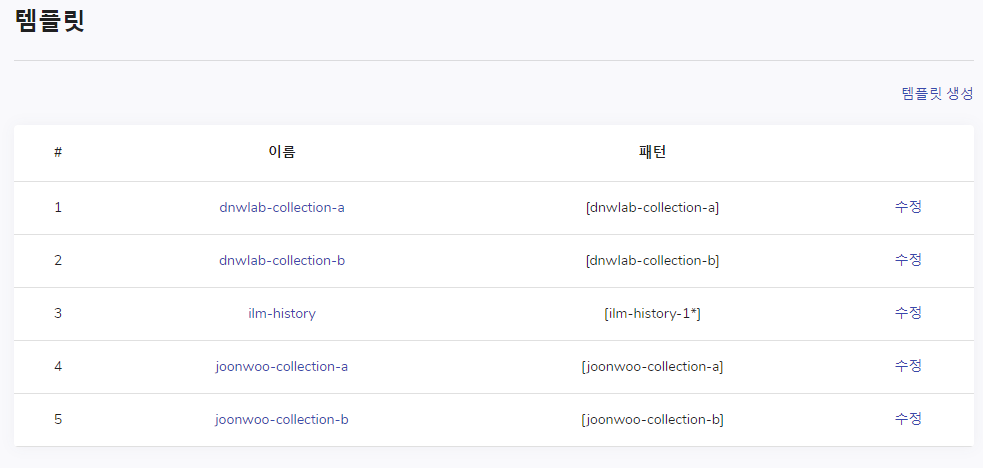 템플릿
템플릿 생성
# 이름 패턴
1 dnwlab-collection-a [dnwlab-collection-a] 수정
2 dnwlab-collection-b [dnwlab-collection-b] 수정
3 ilm-history [ilm-history-1*] 수정
4 joonwoo-collection-a [joonwoo-collection-a] 수정
5 joonwoo-collection-b [joonwoo-collection-b] 수정